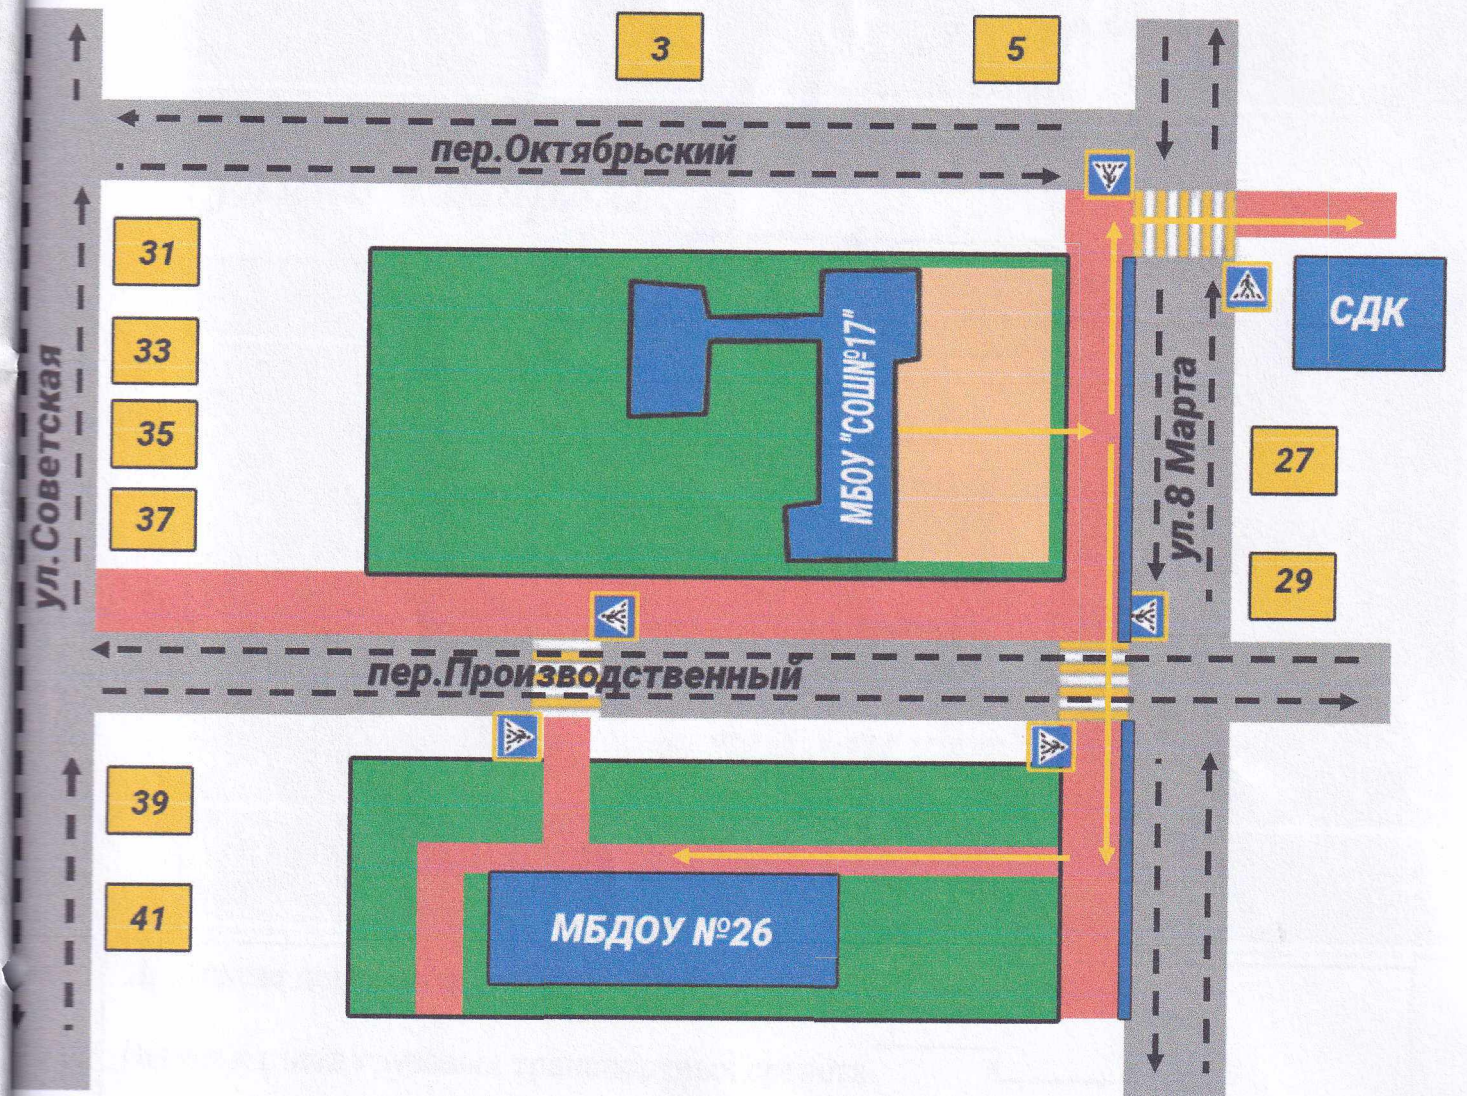 3
5
пер.Октябрьский
31
33
35
37
ул.Советская
МБОУ "СОШ№17"
СДК
ул.8 Марта
27
29
пер.Производственный
39
41
МБДОУ №26